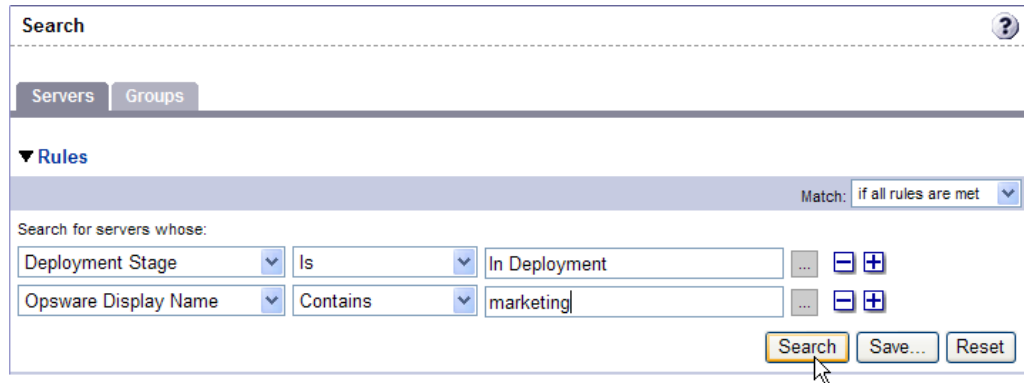 Search ?
Servers Groups
▼Rules
Match: if all rules are met
Search for servers whose:
Deployment Stage Is In Deployment ...
Opsware Display Name Contains marketing ...
Search Save... Reset